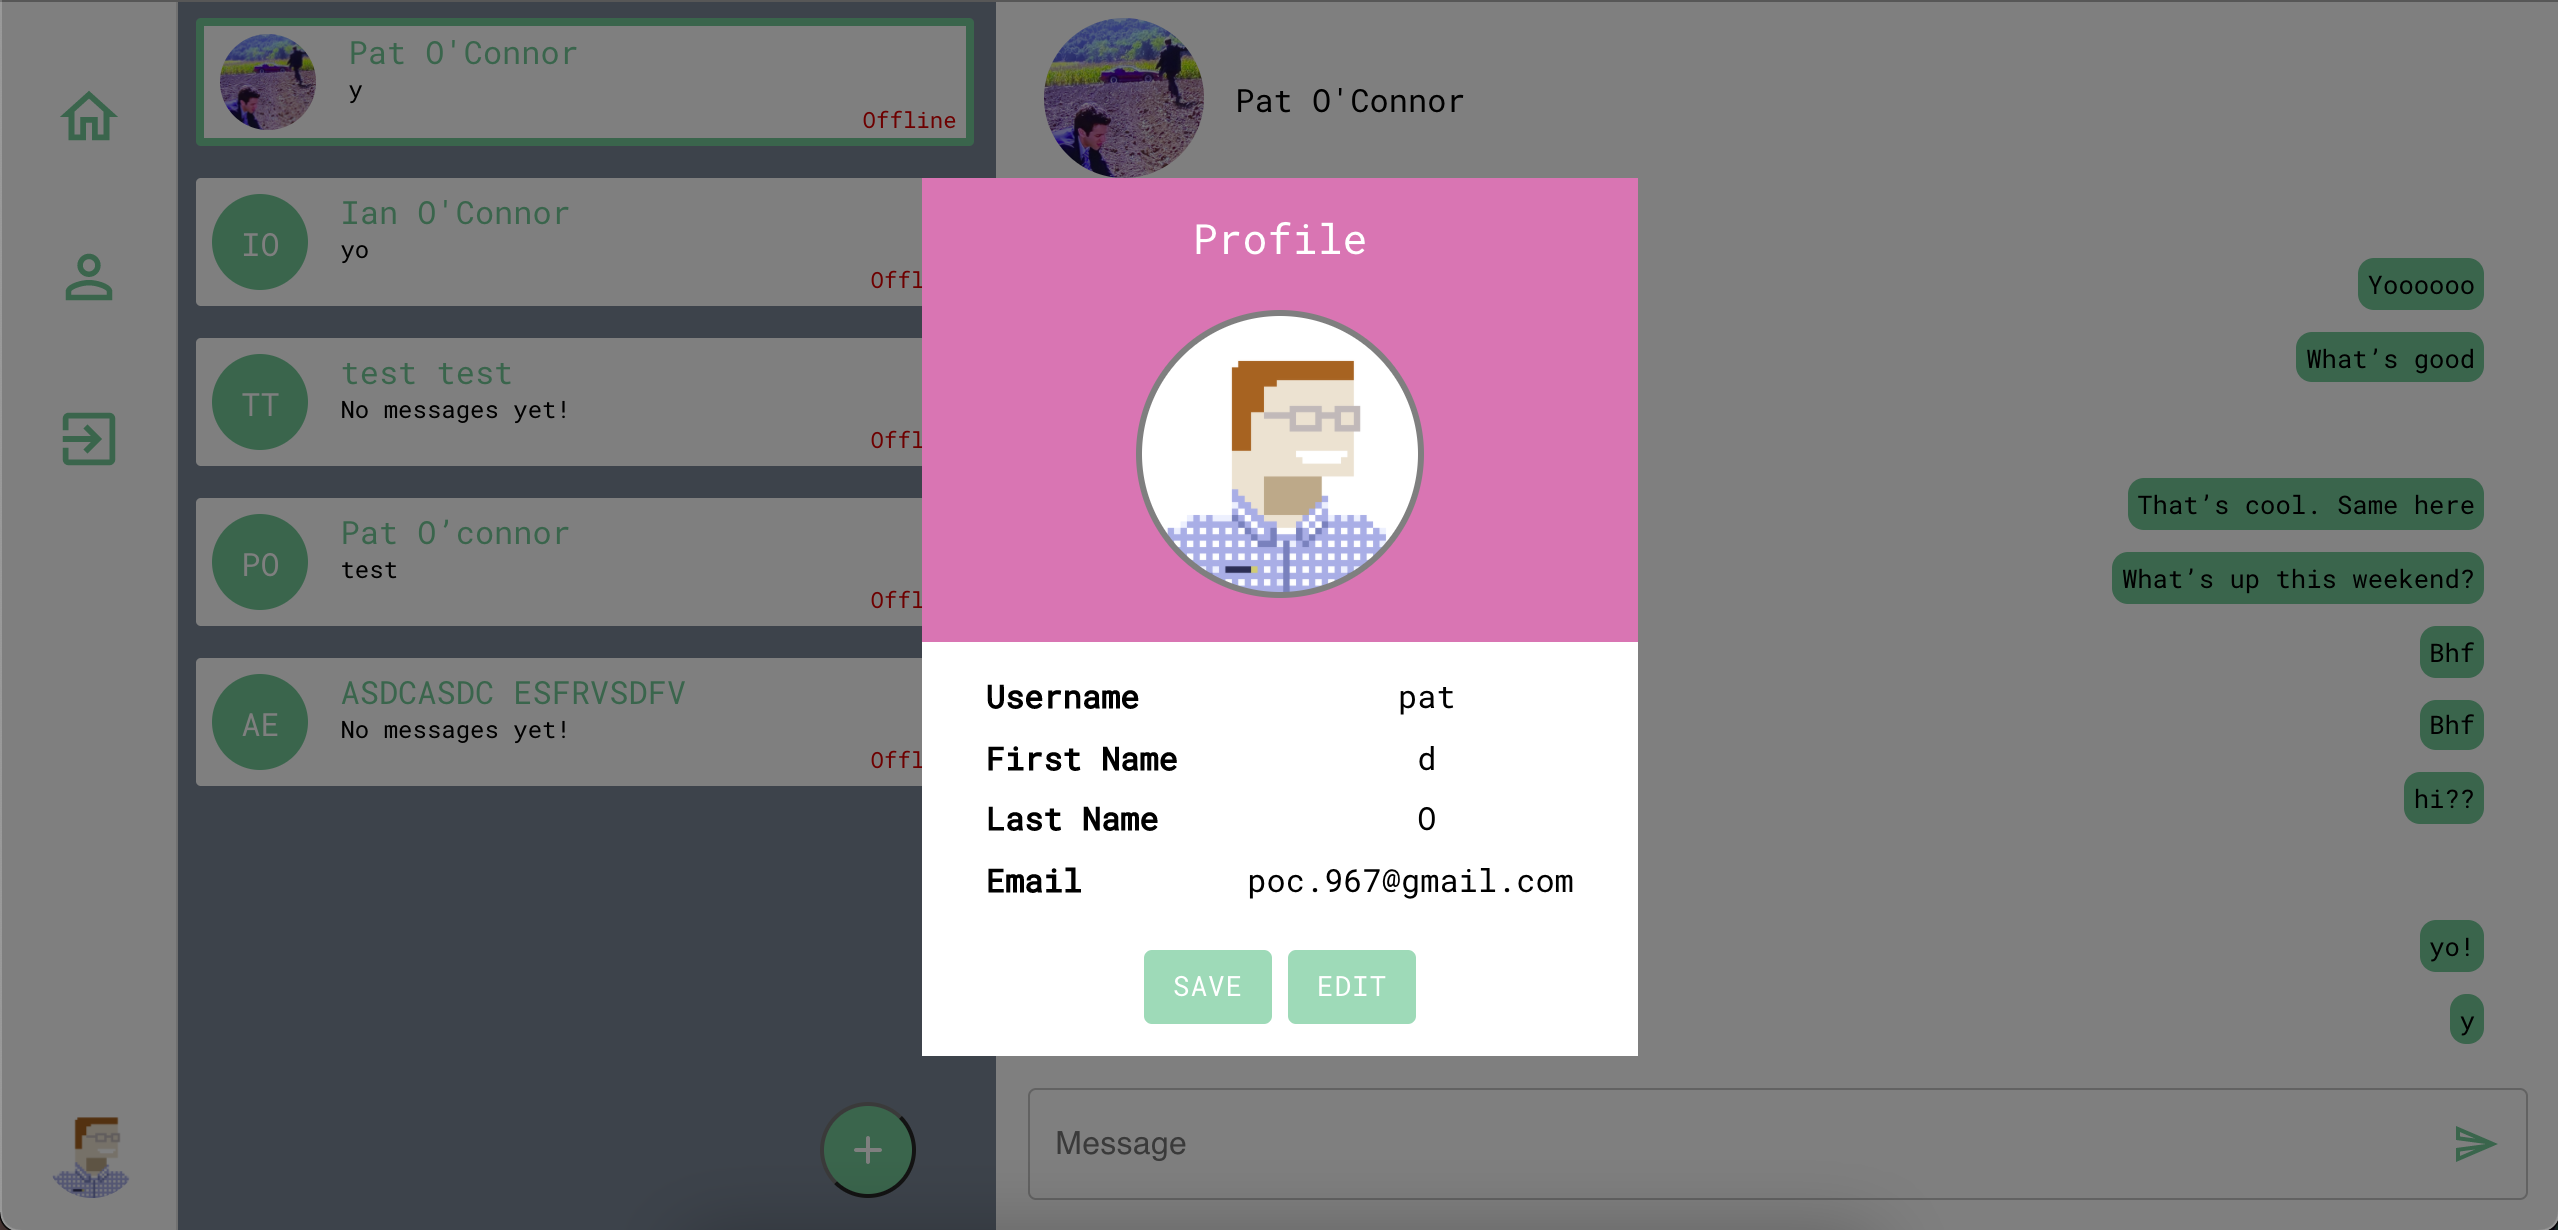 Pat O'Connor
y
Offline
IO
Ian O'Connor
yo
Offl
TT
test test
No messages yet!
Offl
PO
Pat O’connor
test
Offl
AE
ASDCASDC ESFRVSDFV
No messages yet!
Offl
Pat O'Connor
Yoooooo
What’s good
That’s cool. Same here
What’s up this weekend?
Bhf
Bhf
hi??
yo!
y
Message
Profile
Username pat
First Name d
Last Name O
Email poc.967@gmail.com
SAVE EDIT